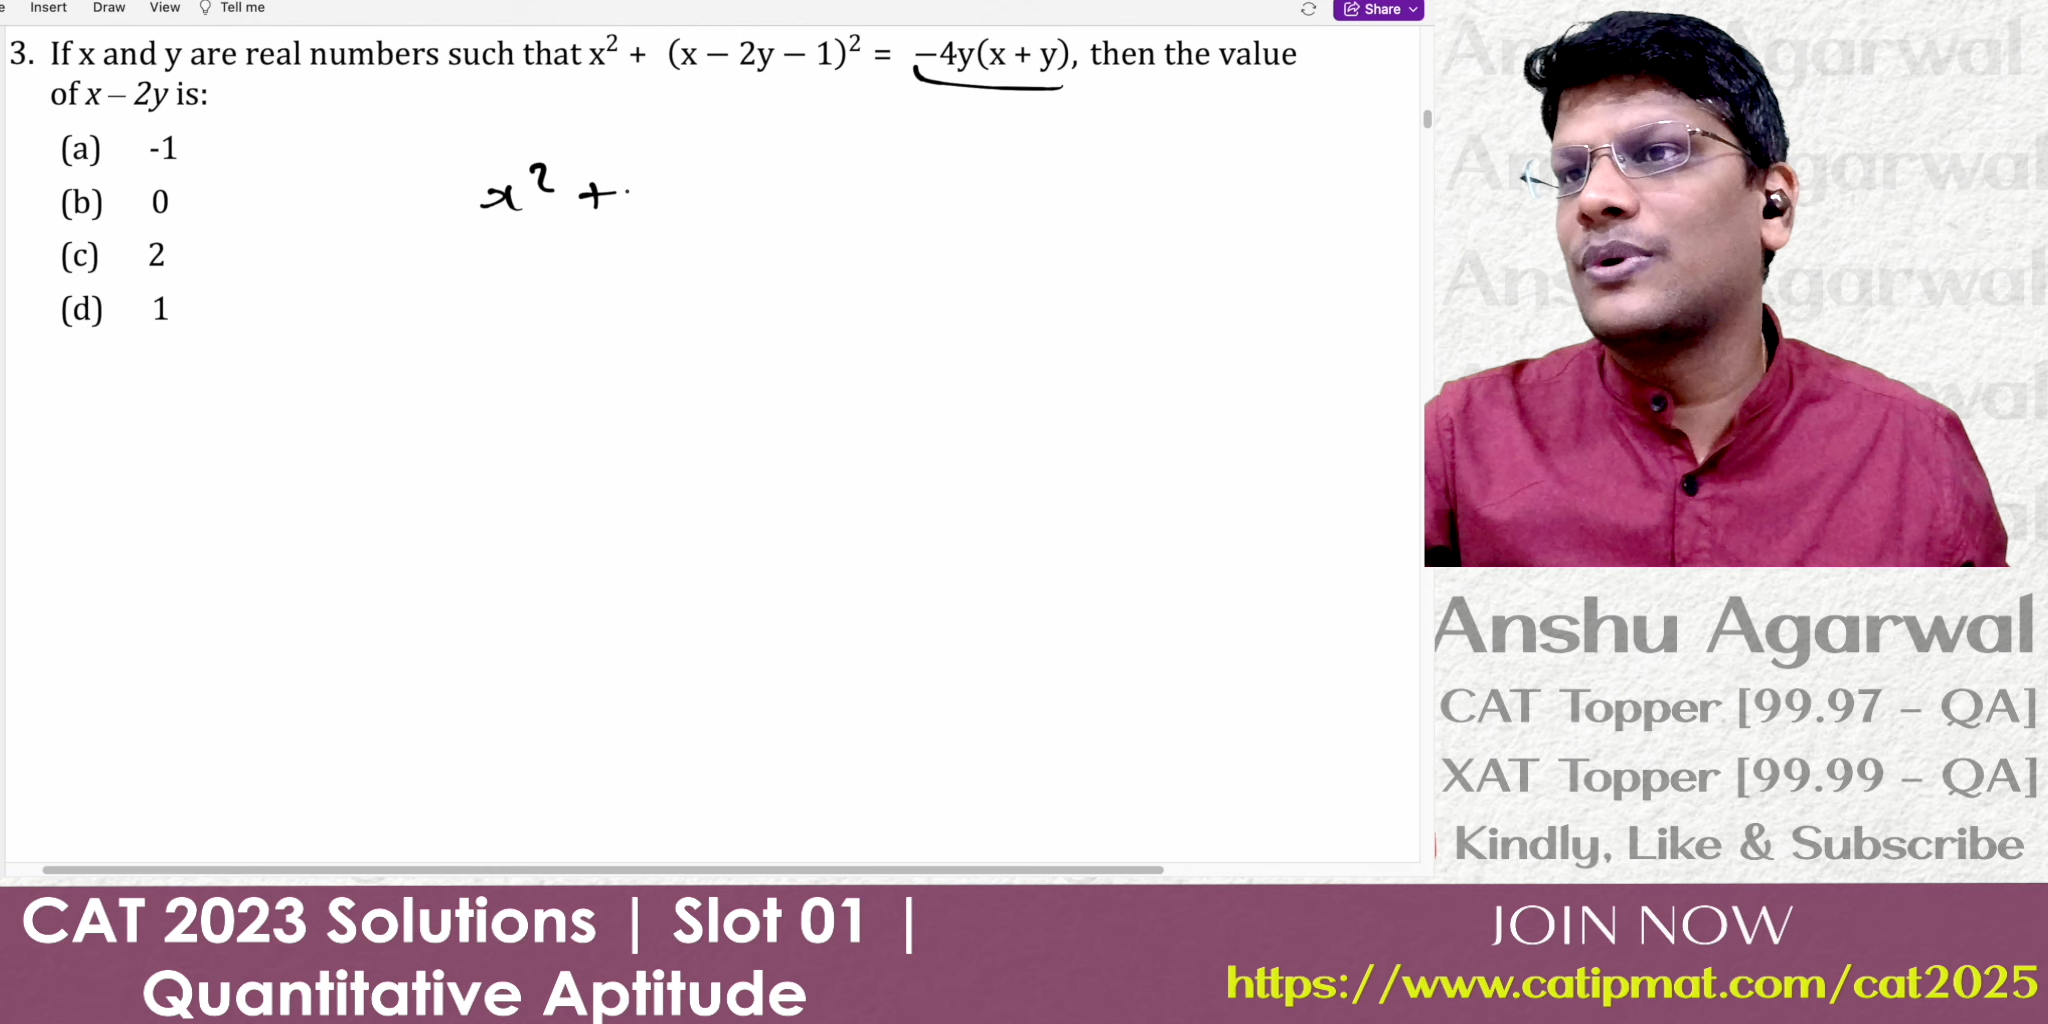 Insert Draw View Tell me Share
3. If x and y are real numbers such that x² + (x – 2y – 1)² = –4y(x + y), then the value
of x – 2y is:
(a) -1
(b) 0
(c) 2
(d) 1
x² +
Agarwal
Agarwal
Anshu Agarwal
CAT Topper [99.97 – QA]
XAT Topper [99.99 – QA]
Kindly, Like & Subscribe
CAT 2023 Solutions | Slot 01 |
Quantitative Aptitude
JOIN NOW
https://www.catipmat.com/cat2025